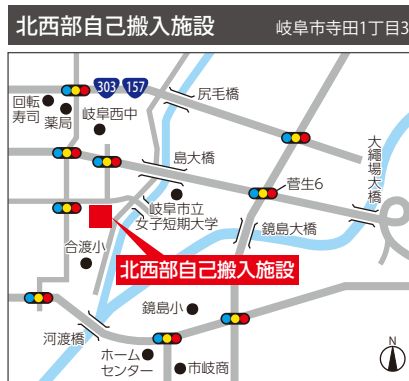 北西部自己搬入施設
岐阜市寺田1丁目3
303
157
尻毛橋
回転
寿司
薬局
岐阜西中
島大橋
大縄場大橋
菅生6
岐阜市立
女子短期大学
鏡島大橋
合渡小
北西部自己搬入施設
鏡島小
河渡橋
ホーム
センター
市岐商
N